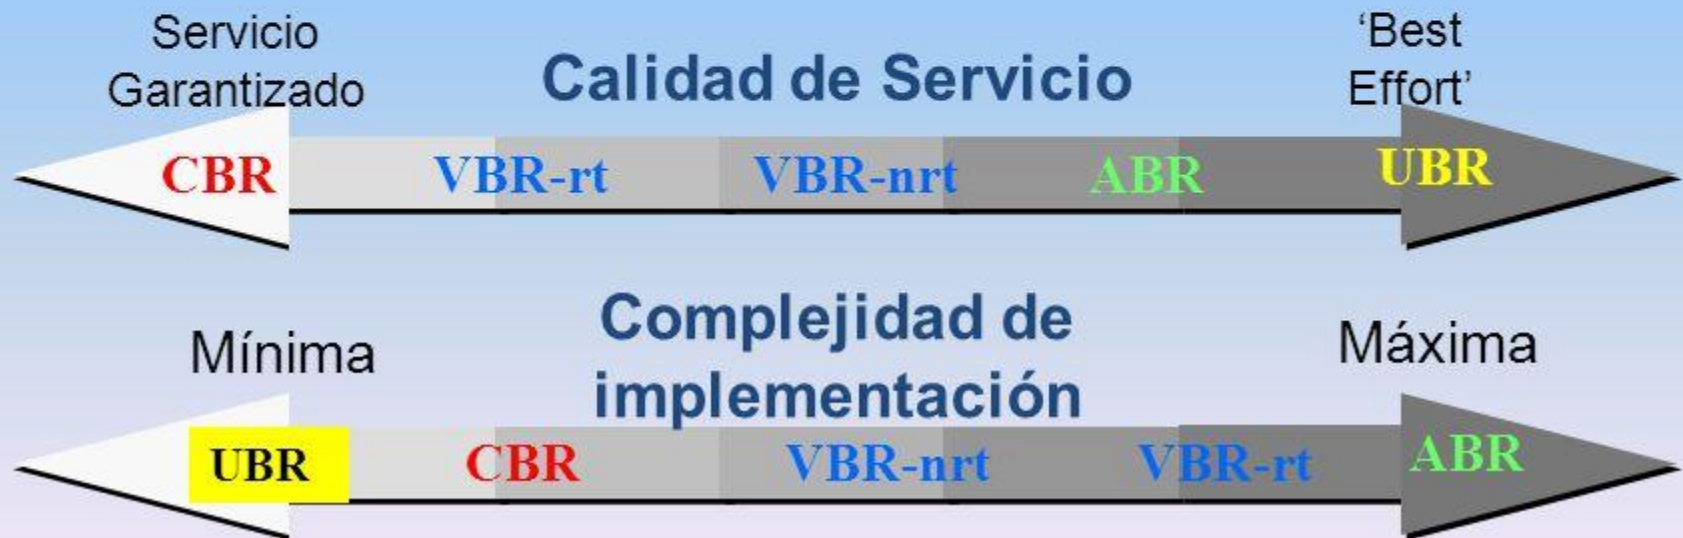 Servicio
Garantizado
Calidad de Servicio
‘Best
Effort’
CBR VBR-rt VBR-nrt ABR UBR
Mínima
Complejidad de
implementación
Máxima
UBR CBR VBR-nrt VBR-rt ABR